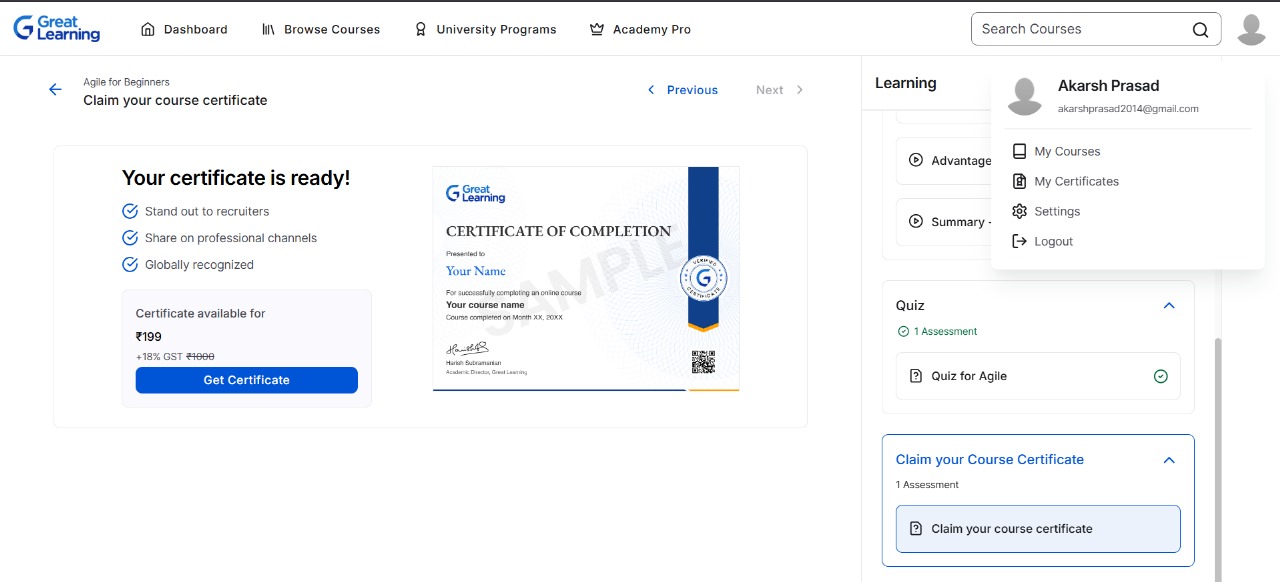 Great Learning
Dashboard
Browse Courses
University Programs
Academy Pro
Search Courses
Agile for Beginners
Claim your course certificate
Previous
Next
Your certificate is ready!
Stand out to recruiters
Share on professional channels
Globally recognized
Certificate available for
₹199
+18% GST ₹1000
Get Certificate
Great Learning
CERTIFICATE OF COMPLETION
Presented to
Your Name
For successfully completing an online course
Your course name
Course completed on Month XX, 20XX
Harish Subramanian
Academic Director, Great Learning
SAMPLE
VERIFIED
CERTIFICATE
Learning
Akarsh Prasad
akarshprasad2014@gmail.com
My Courses
My Certificates
Settings
Logout
Advantage
Summary -
Quiz
1 Assessment
Quiz for Agile
Claim your Course Certificate
1 Assessment
Claim your course certificate